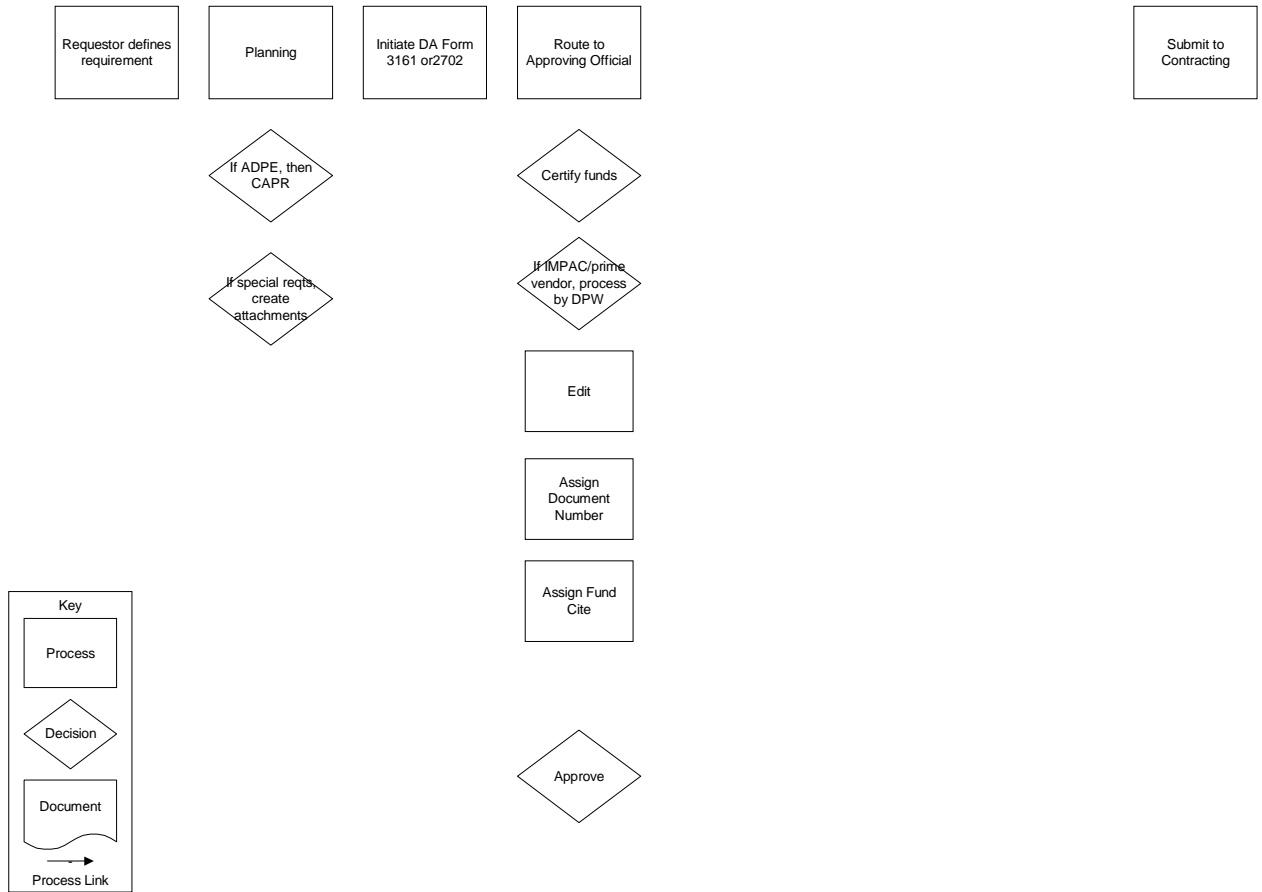 Requestor defines
requirement
Planning
Initiate DA Form
3161 or2702
Route to
Approving Official
Submit to
Contracting
If ADPE, then
CAPR
Certify funds
If special reqts,
create
attachments
If IMPAC/prime
vendor, process
by DPW
Edit
Assign
Document
Number
Assign Fund
Cite
Approve
Key
Process
Decision
Document
Process Link